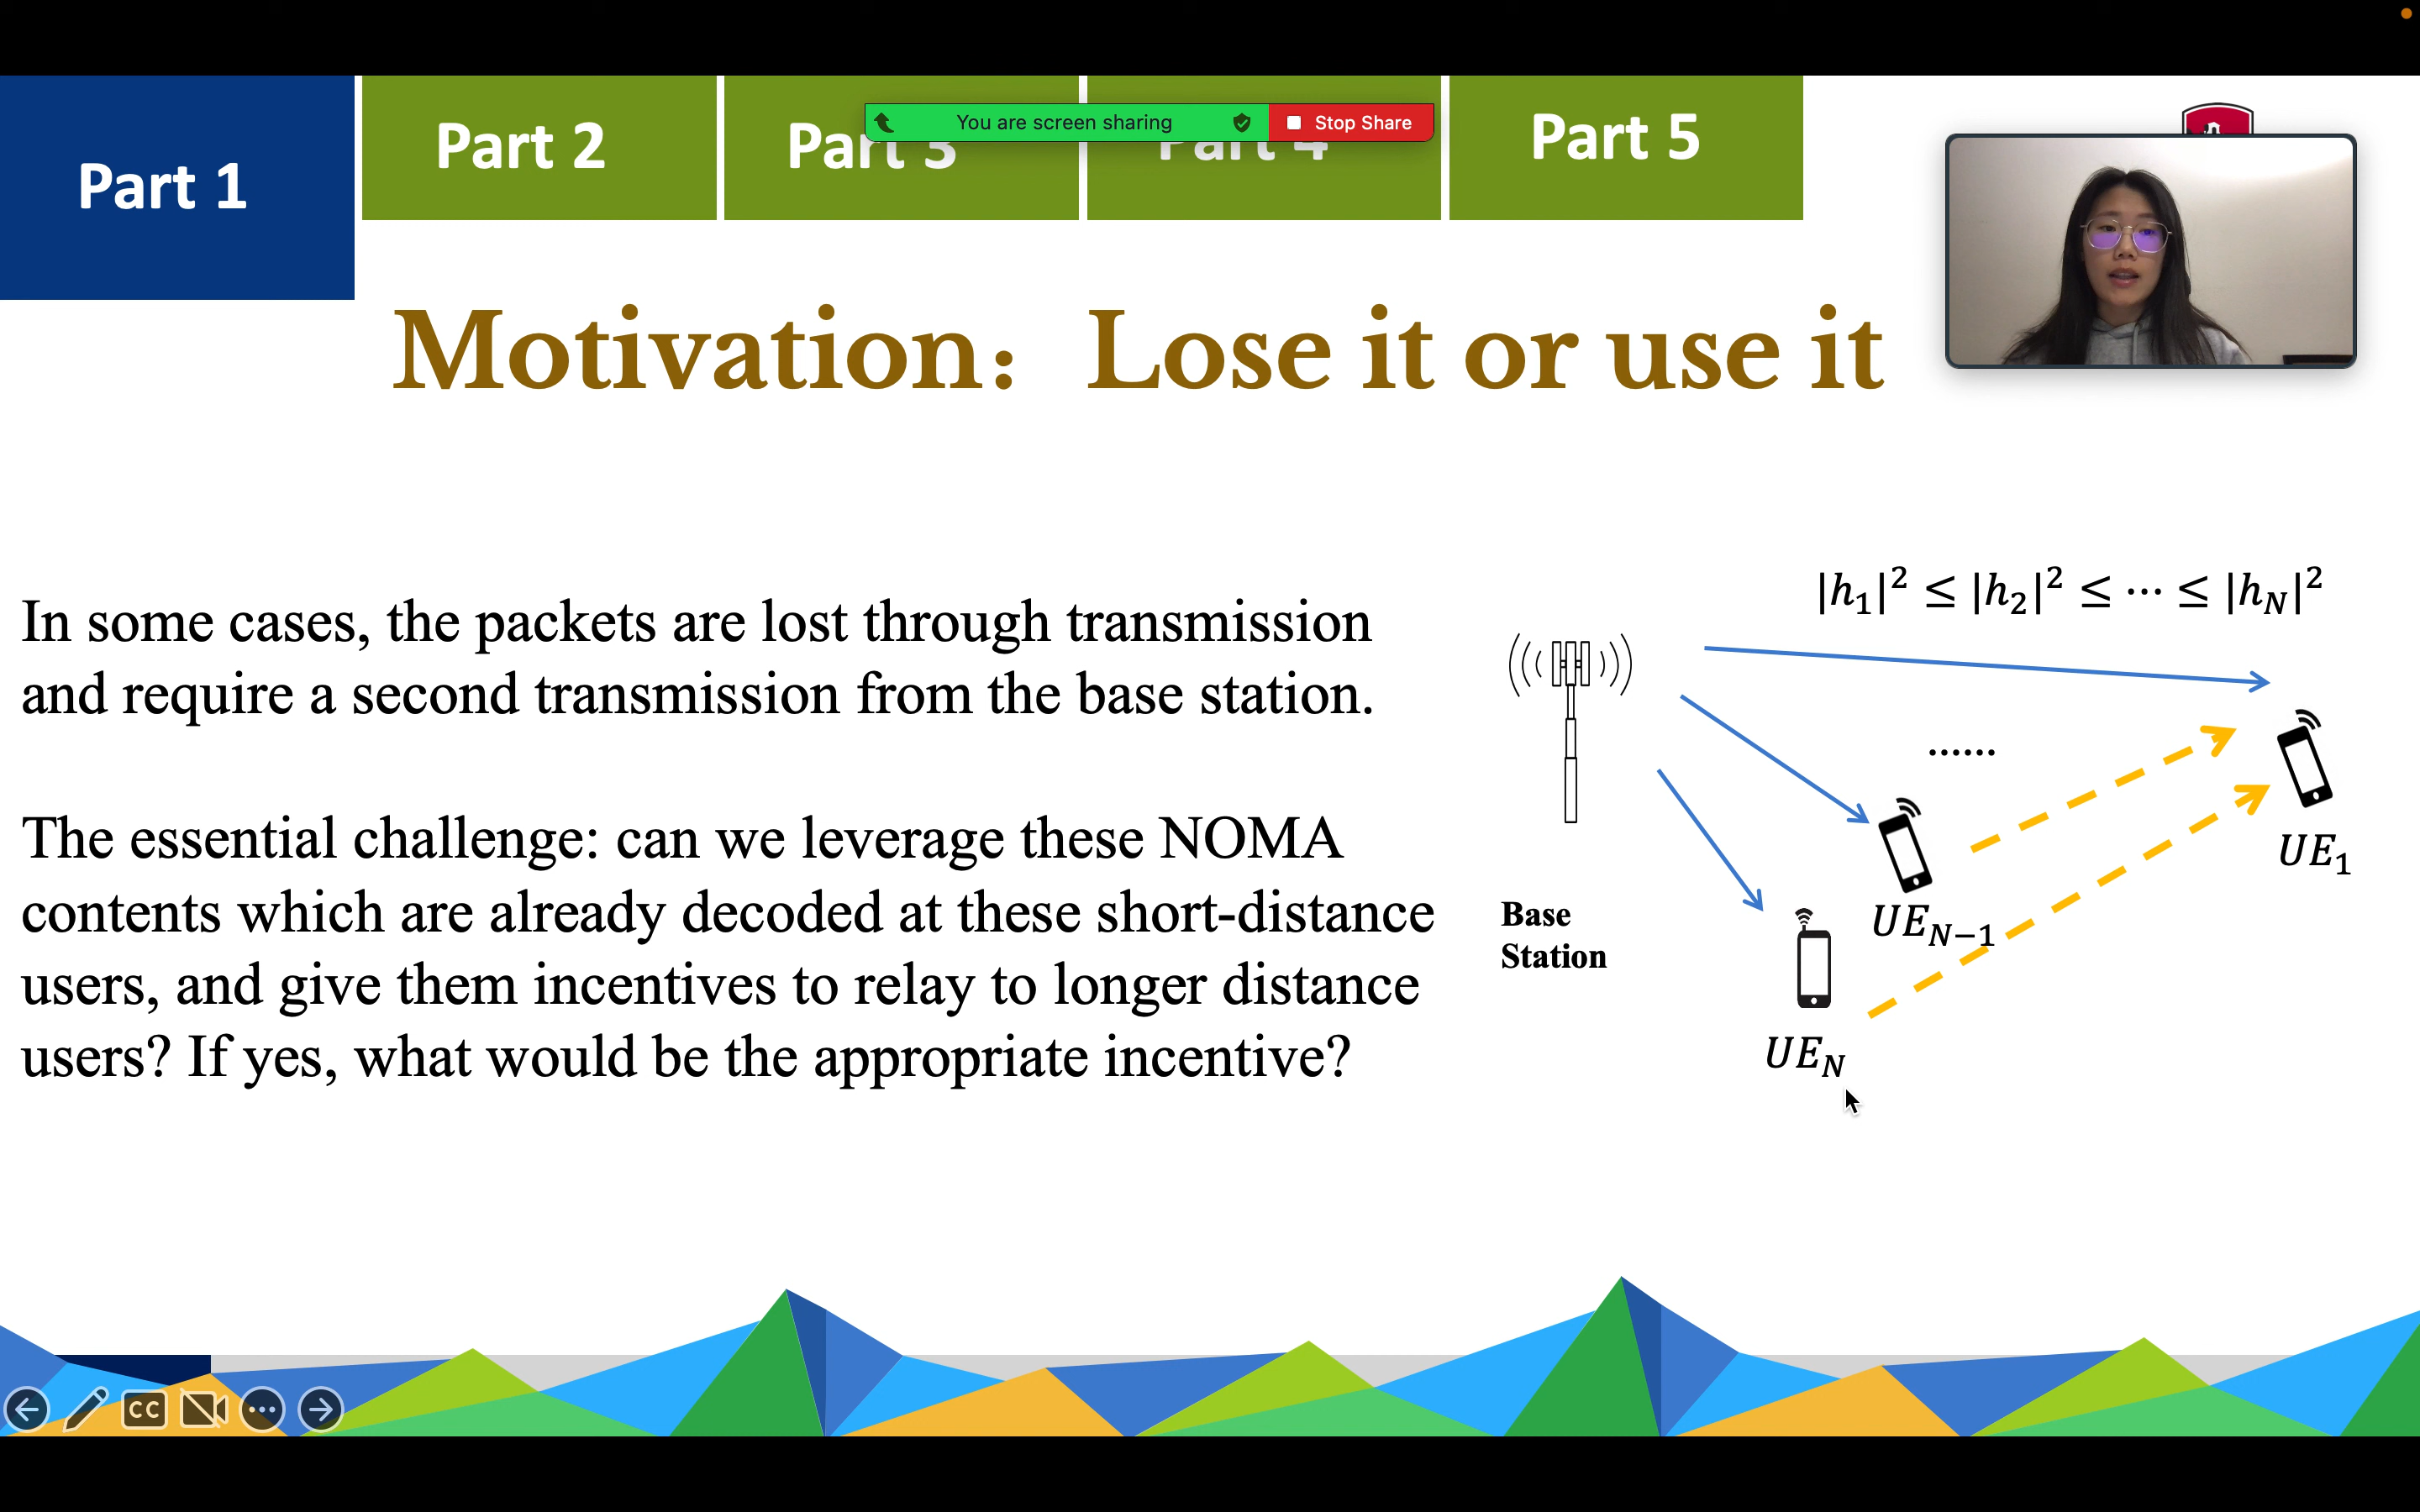 Part 1
Part 2
Part 3
Part 4
Part 5
You are screen sharing
Stop Share
Motivation： Lose it or use it
In some cases, the packets are lost through transmission
and require a second transmission from the base station.
The essential challenge: can we leverage these NOMA
contents which are already decoded at these short-distance
users, and give them incentives to relay to longer distance
users? If yes, what would be the appropriate incentive?
|h₁|² ≤ |h₂|² ≤ ⋯ ≤ |h_N|²
......
UE₁
UE_{N−1}
Base
Station
UE_N
CC